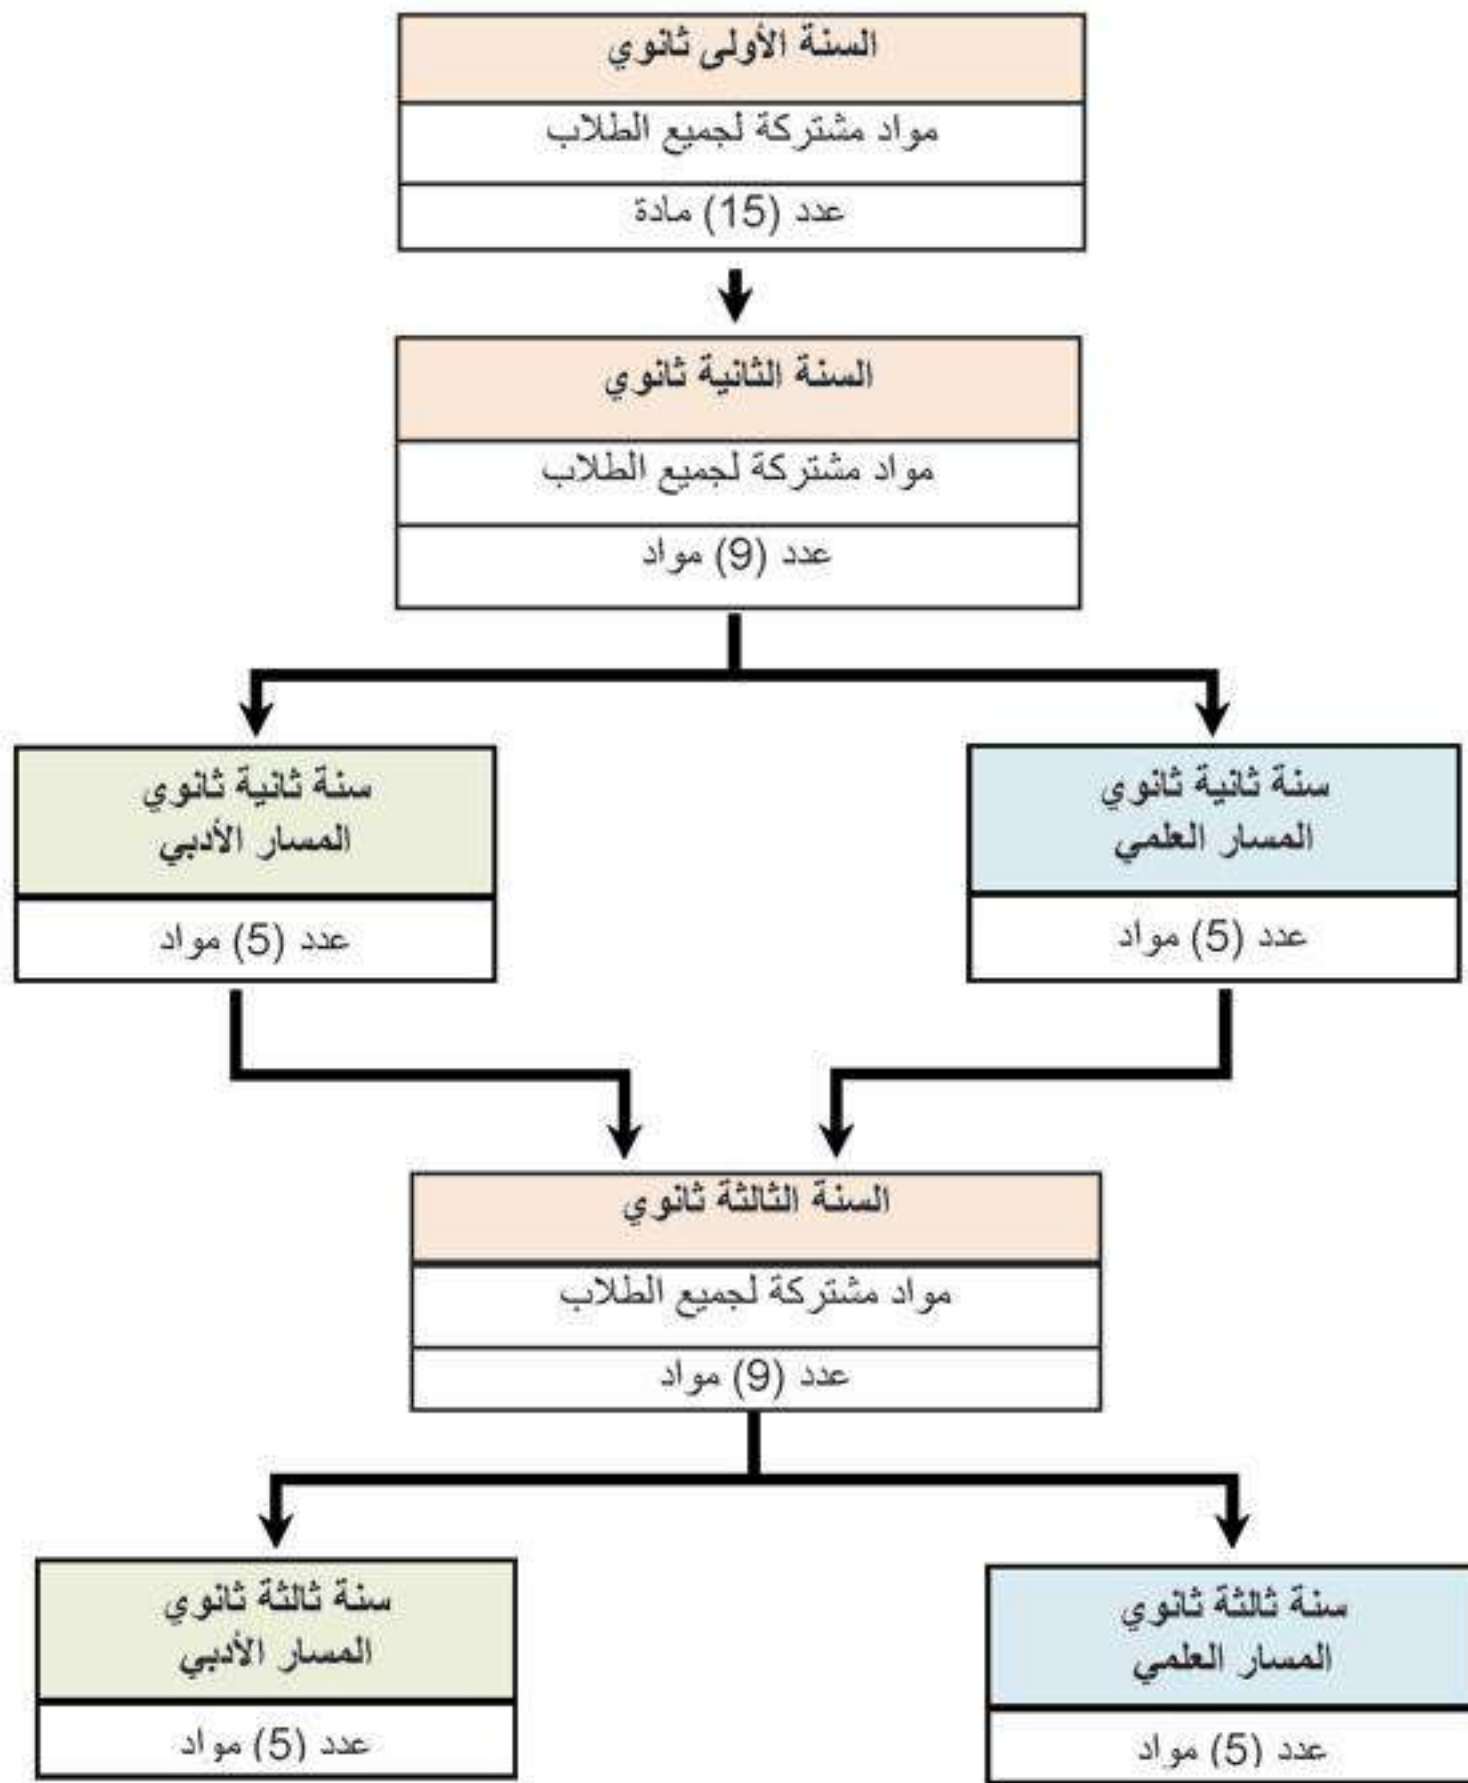 السنة الأولى ثانوي
مواد مشتركة لجميع الطلاب
عدد (15) مادة
السنة الثانية ثانوي
مواد مشتركة لجميع الطلاب
عدد (9) مواد
سنة ثانية ثانوي
المسار العلمي
عدد (5) مواد
سنة ثانية ثانوي
المسار الأدبي
عدد (5) مواد
السنة الثالثة ثانوي
مواد مشتركة لجميع الطلاب
عدد (9) مواد
سنة ثالثة ثانوي
المسار العلمي
عدد (5) مواد
سنة ثالثة ثانوي
المسار الأدبي
عدد (5) مواد